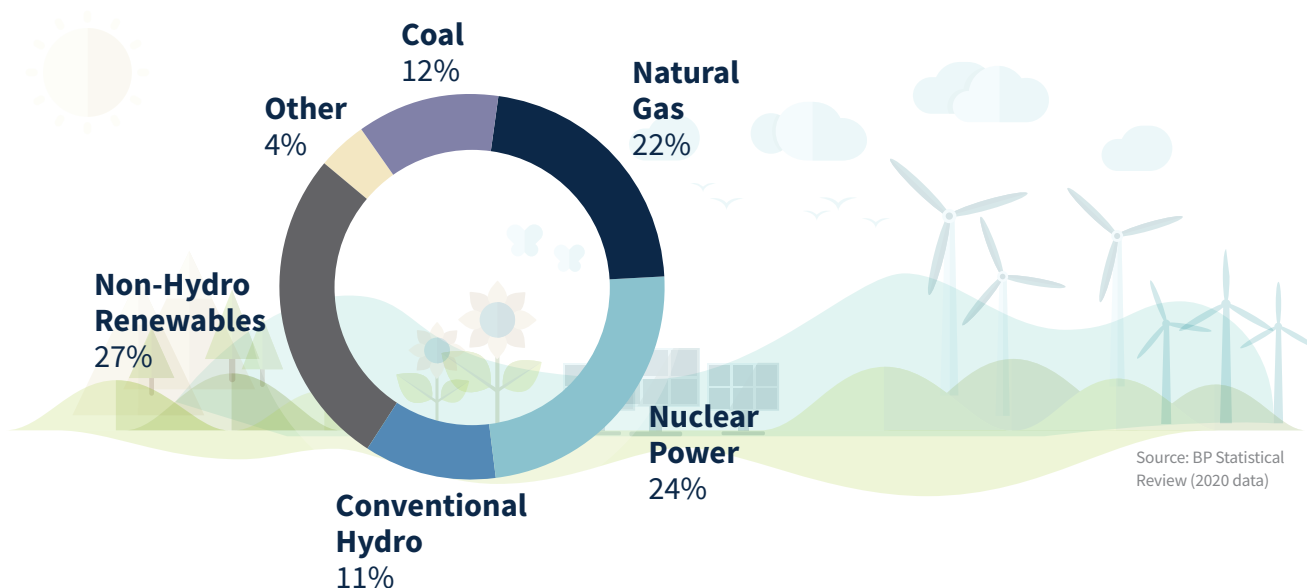 Coal
12%
Natural
Gas
22%
Other
4%
Non-Hydro
Renewables
27%
Nuclear
Power
24%
Source: BP Statistical
Review (2020 data)
Conventional
Hydro
11%